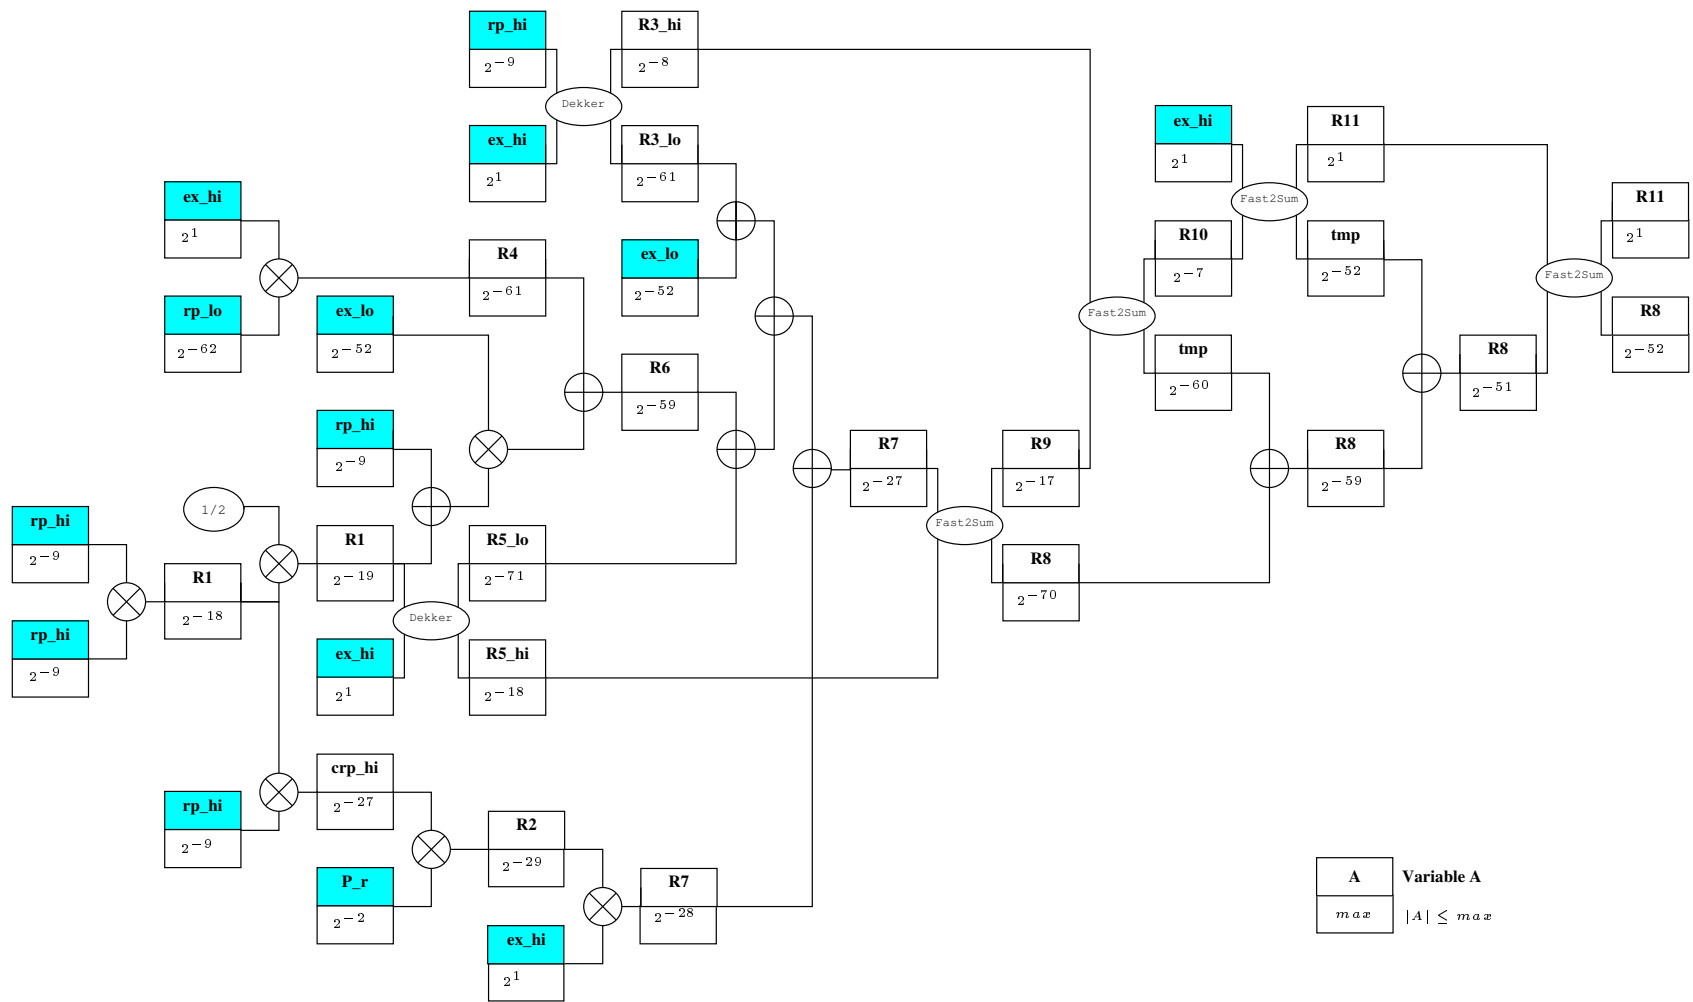 rp_hi
2^{-9}
R3_hi
2^{-8}
Dekker
ex_hi
2^{1}
R3_lo
2^{-61}
ex_hi
2^{1}
rp_lo
2^{-62}
R4
2^{-61}
ex_lo
2^{-52}
ex_lo
2^{-52}
R6
2^{-59}
rp_hi
2^{-9}
1/2
rp_hi
2^{-9}
rp_hi
2^{-9}
R1
2^{-18}
R1
2^{-19}
ex_hi
2^{1}
Dekker
R5_lo
2^{-71}
R5_hi
2^{-18}
rp_hi
2^{-9}
crp_hi
2^{-27}
P_r
2^{-2}
R2
2^{-29}
ex_hi
2^{1}
R7
2^{-28}
R7
2^{-27}
Fast2Sum
R9
2^{-17}
R8
2^{-70}
Fast2Sum
ex_hi
2^{1}
R10
2^{-7}
tmp
2^{-60}
Fast2Sum
R11
2^{1}
tmp
2^{-52}
R8
2^{-59}
R8
2^{-51}
Fast2Sum
R11
2^{1}
R8
2^{-52}
A Variable A
max |A| ≤ max